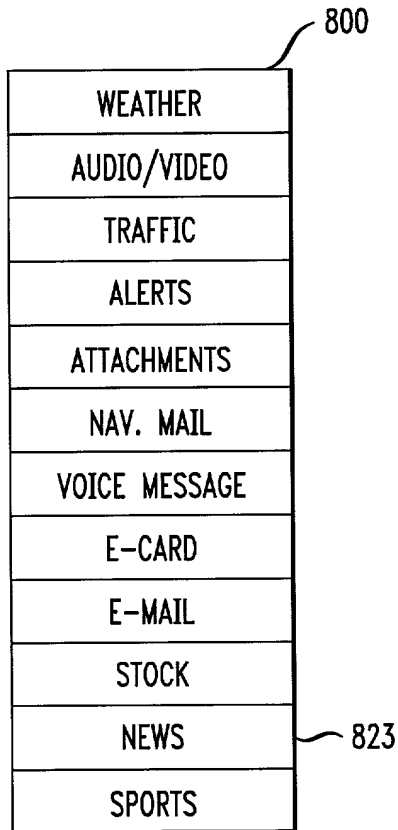 800
WEATHER
AUDIO/VIDEO
TRAFFIC
ALERTS
ATTACHMENTS
NAV. MAIL
VOICE MESSAGE
E-CARD
E-MAIL
STOCK
NEWS 823
SPORTS